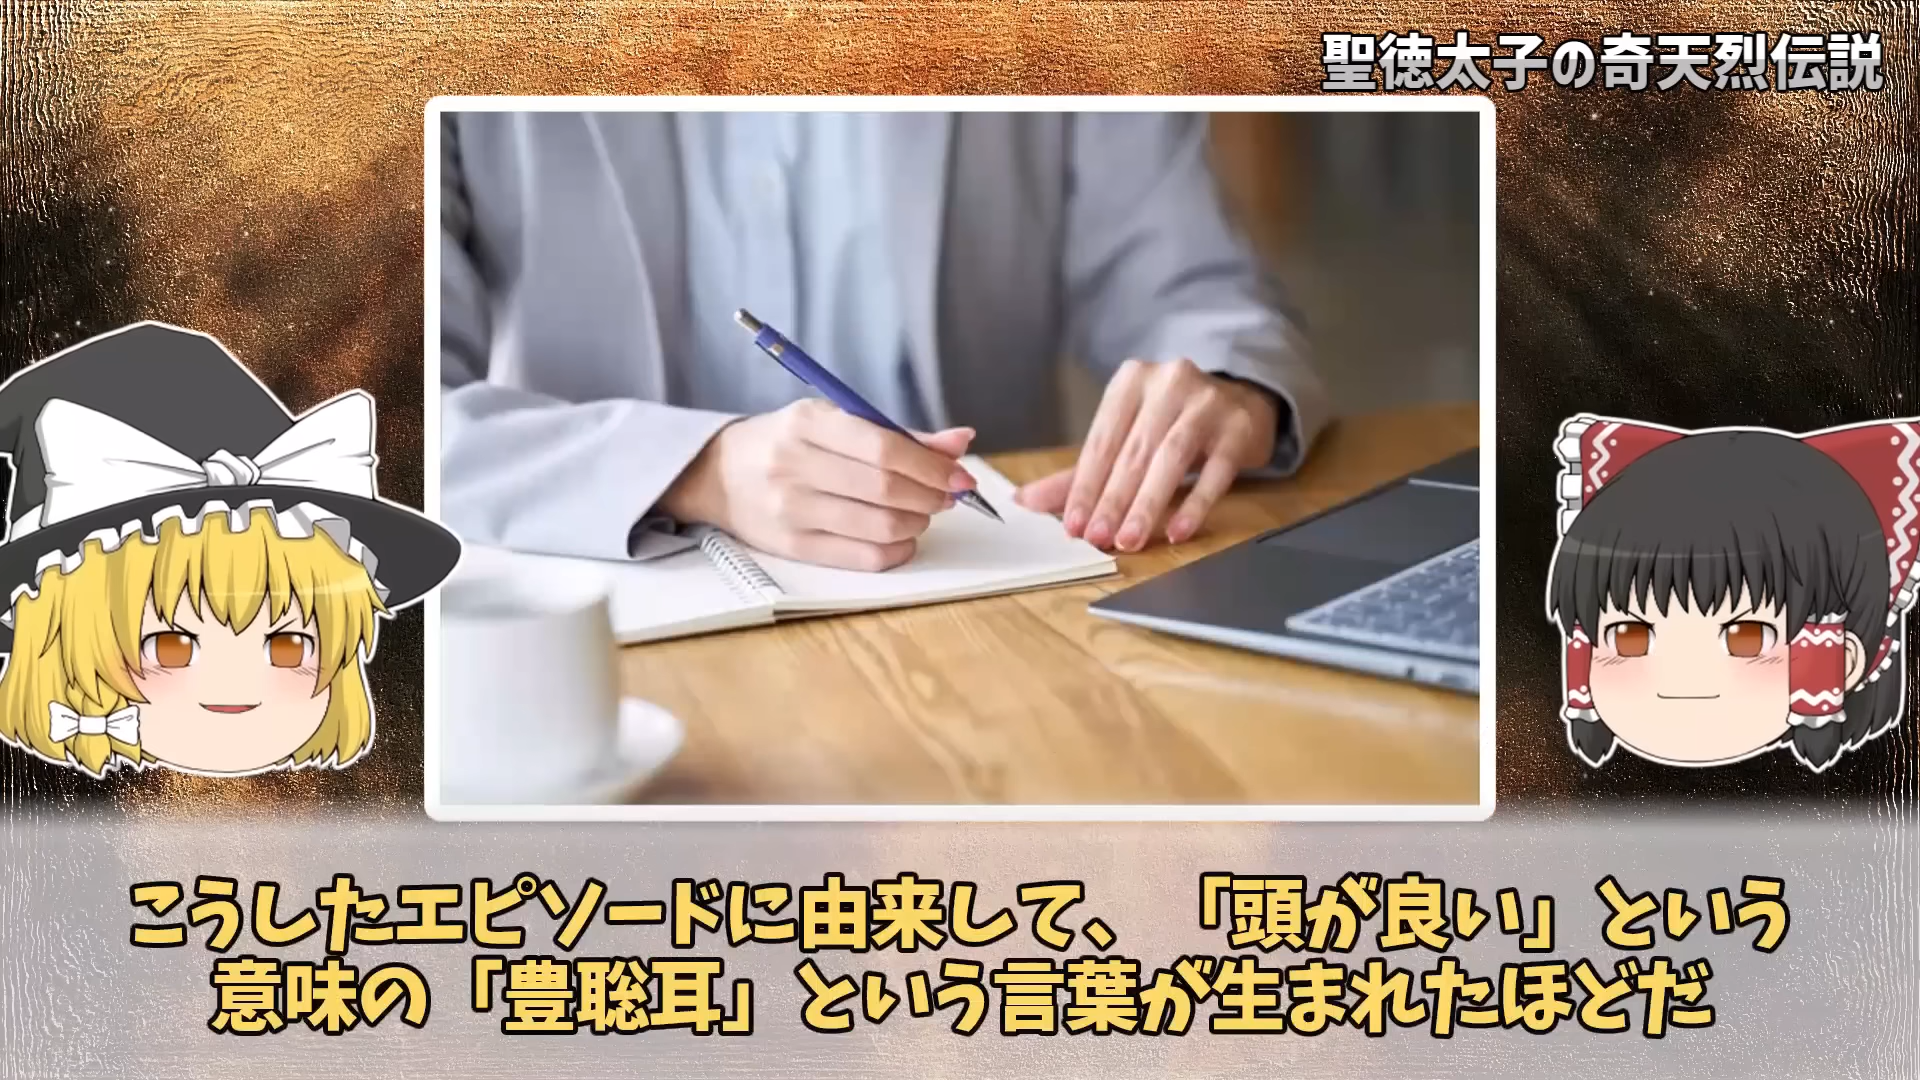 聖徳太子の奇天烈伝説
こうしたエピソードに由来して、「頭が良い」という
意味の「豊聡耳」という言葉が生まれたほどだ